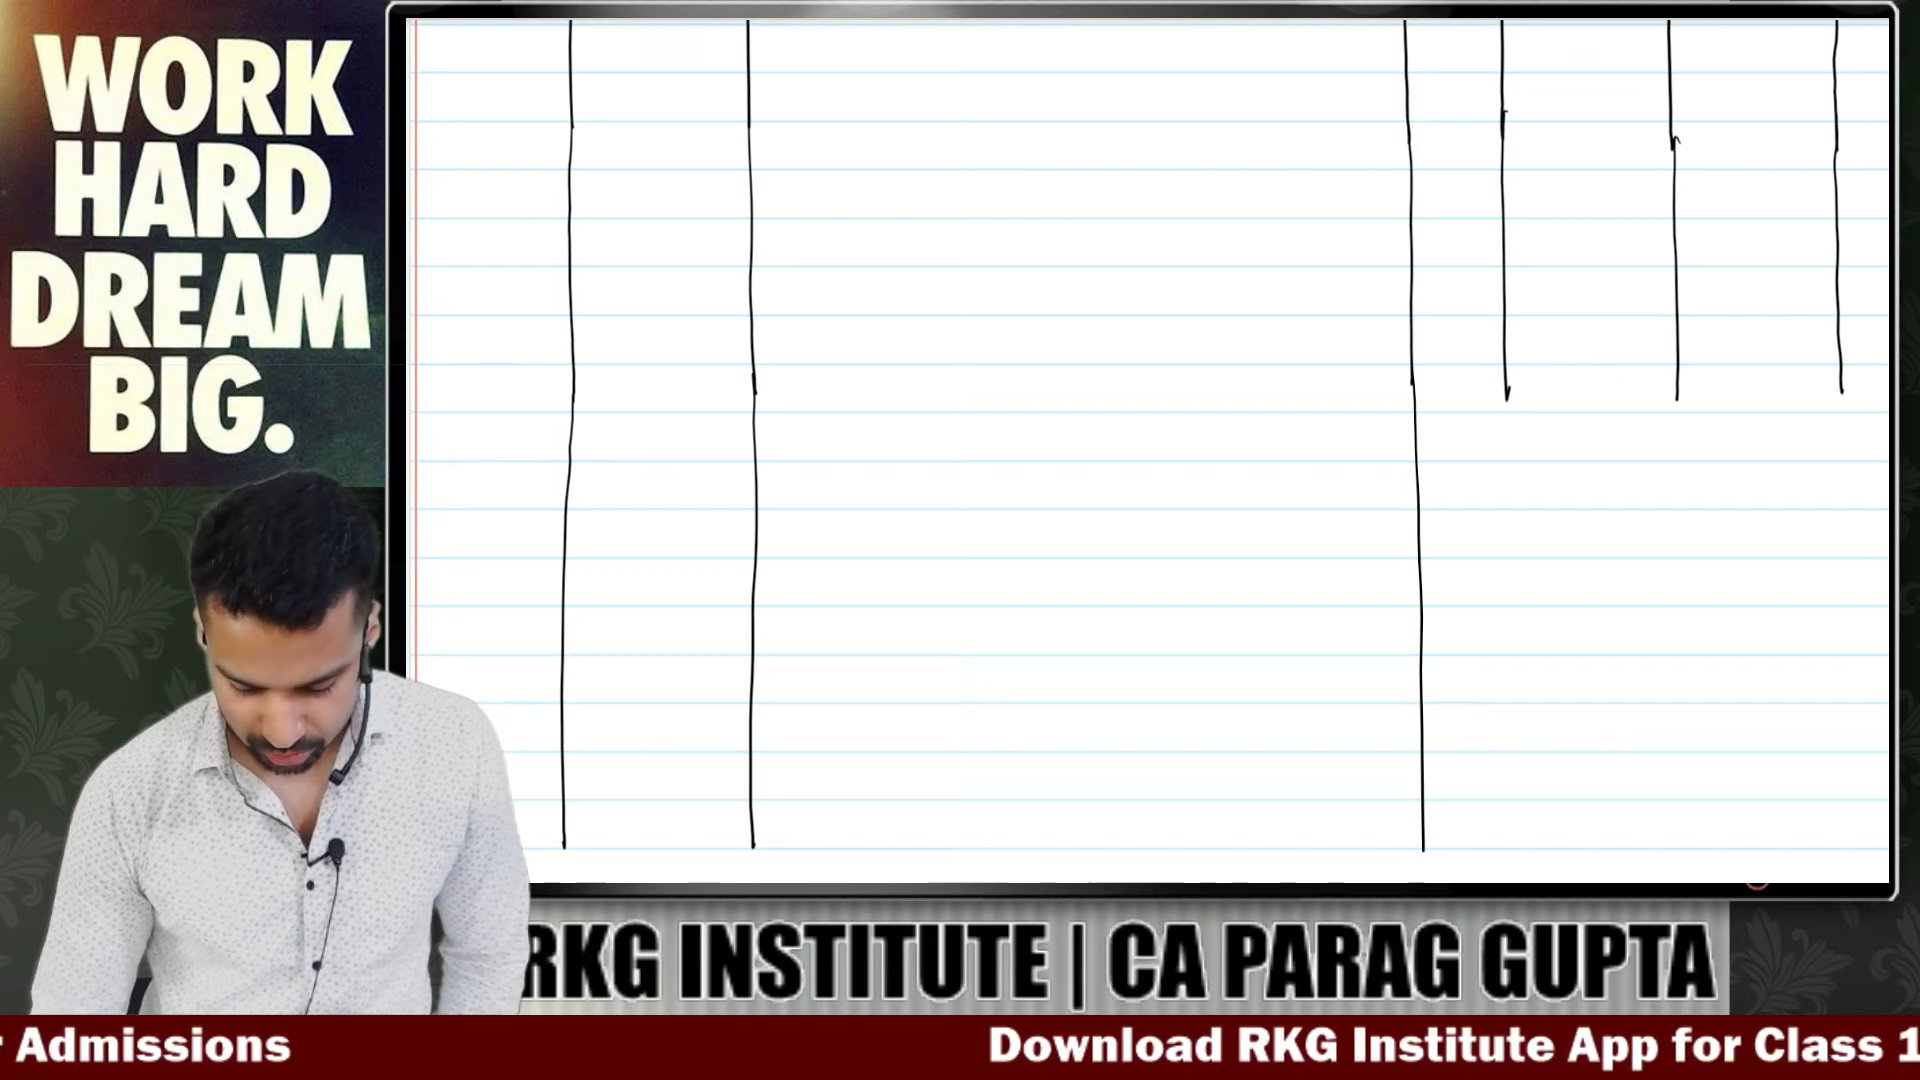 WORK
HARD
DREAM
BIG.
RKG INSTITUTE | CA PARAG GUPTA
Admissions
Download RKG Institute App for Class 1